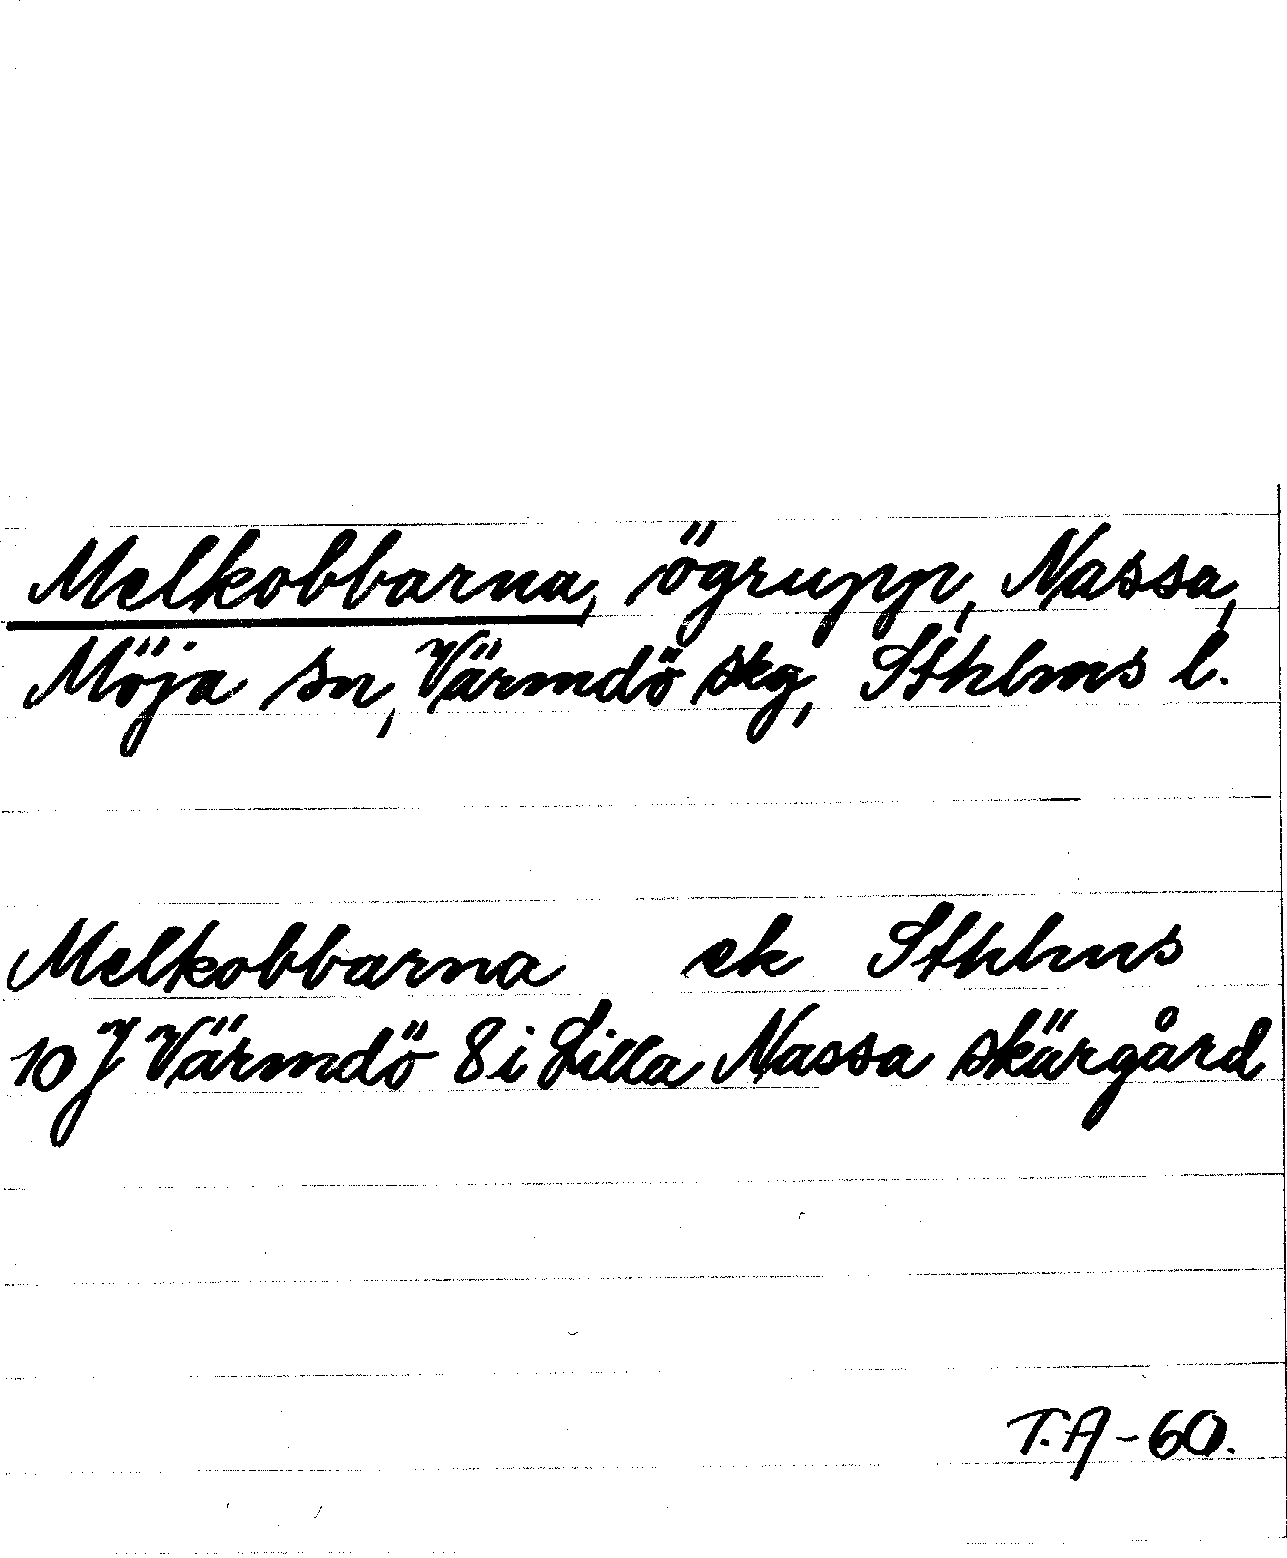 Melkobbarna, ögrupp, Nassa,
Möja sn, Värmdö skg, Sthlms l.
Melkobbarna ek Sthlms
10 J Värmdö 8 i Lilla Nassa skärgård
T.A-60.